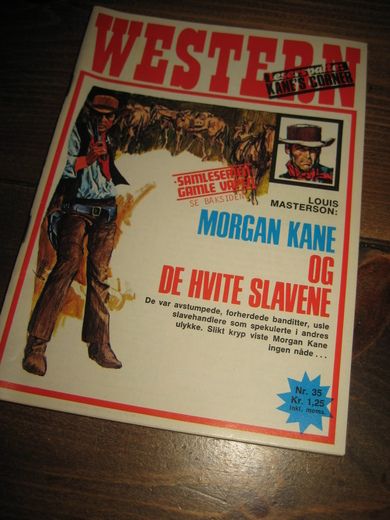 WESTERN
Leserspalte
KANE'S CORNER
SAMLESERIEN
GAMLE VÅPEN
SE BAKSIDEN
LOUIS
MASTERSON:
MORGAN KANE
OG
DE HVITE SLAVENE
De var avstumpede, forherdede banditter, usle
slavehandlere som spekulerte i andres
ulykke. Slikt kryp viste Morgan Kane
ingen nåde . . .
Nr. 35
Kr. 1,25
inkl. moms.